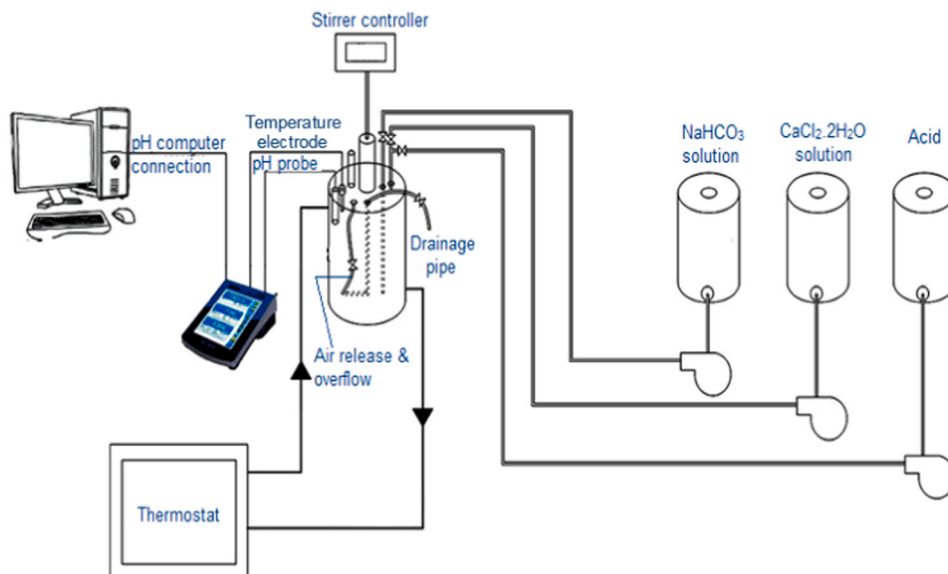 Stirrer controller
Temperature
electrode
pH probe
pH computer
connection
NaHCO₃
solution
CaCl₂.2H₂O
solution
Acid
Drainage
pipe
Air release &
overflow
Thermostat